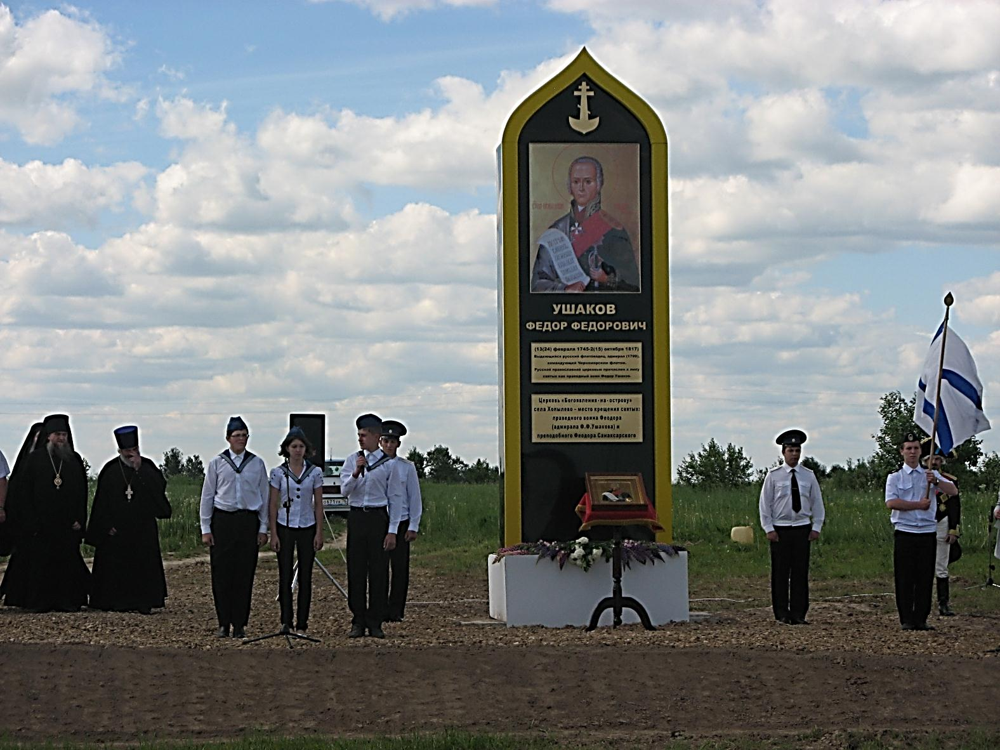 УШАКОВ
ФЕДОР ФЕДОРОВИЧ
(13(24) февраля 1745-2(15) октября 1817)
Выдающийся русский флотоводец, адмирал (1799),
командующий Черноморским флотом.
Русской православной церковью причислен к лику
святых как праведный воин Федор Ушаков.
Церковь «Богоявления-на-острову»
села Хопылево – место крещения святых:
праведного воина Феодора
(адмирала Ф.Ф.Ушакова) и
преподобного Феодора Санаксарского